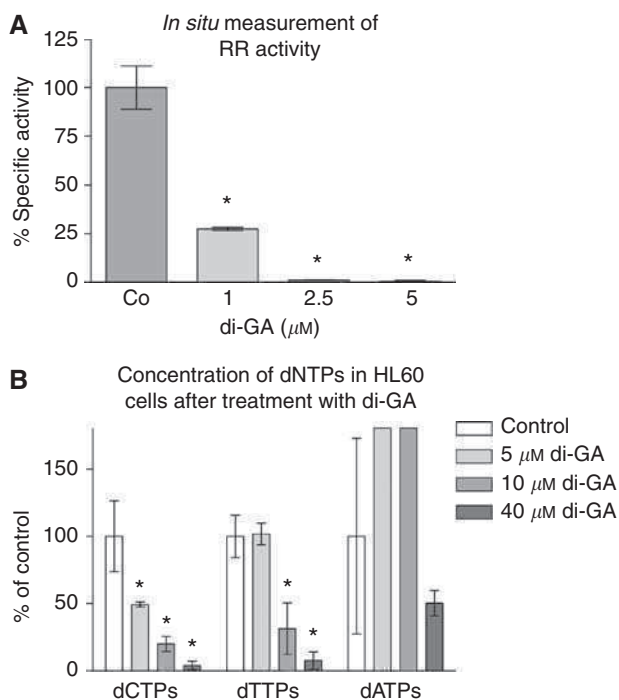 A
In situ measurement of
RR activity
% Specific activity
125
100
75
50
25
0
*
*
*
Co
1
2.5
5
di-GA (μM)
B
Concentration of dNTPs in HL60
cells after treatment with di-GA
Control
5 μM di-GA
10 μM di-GA
40 μM di-GA
% of control
150
100
50
0
*
*
*
*
*
dCTPs
dTTPs
dATPs